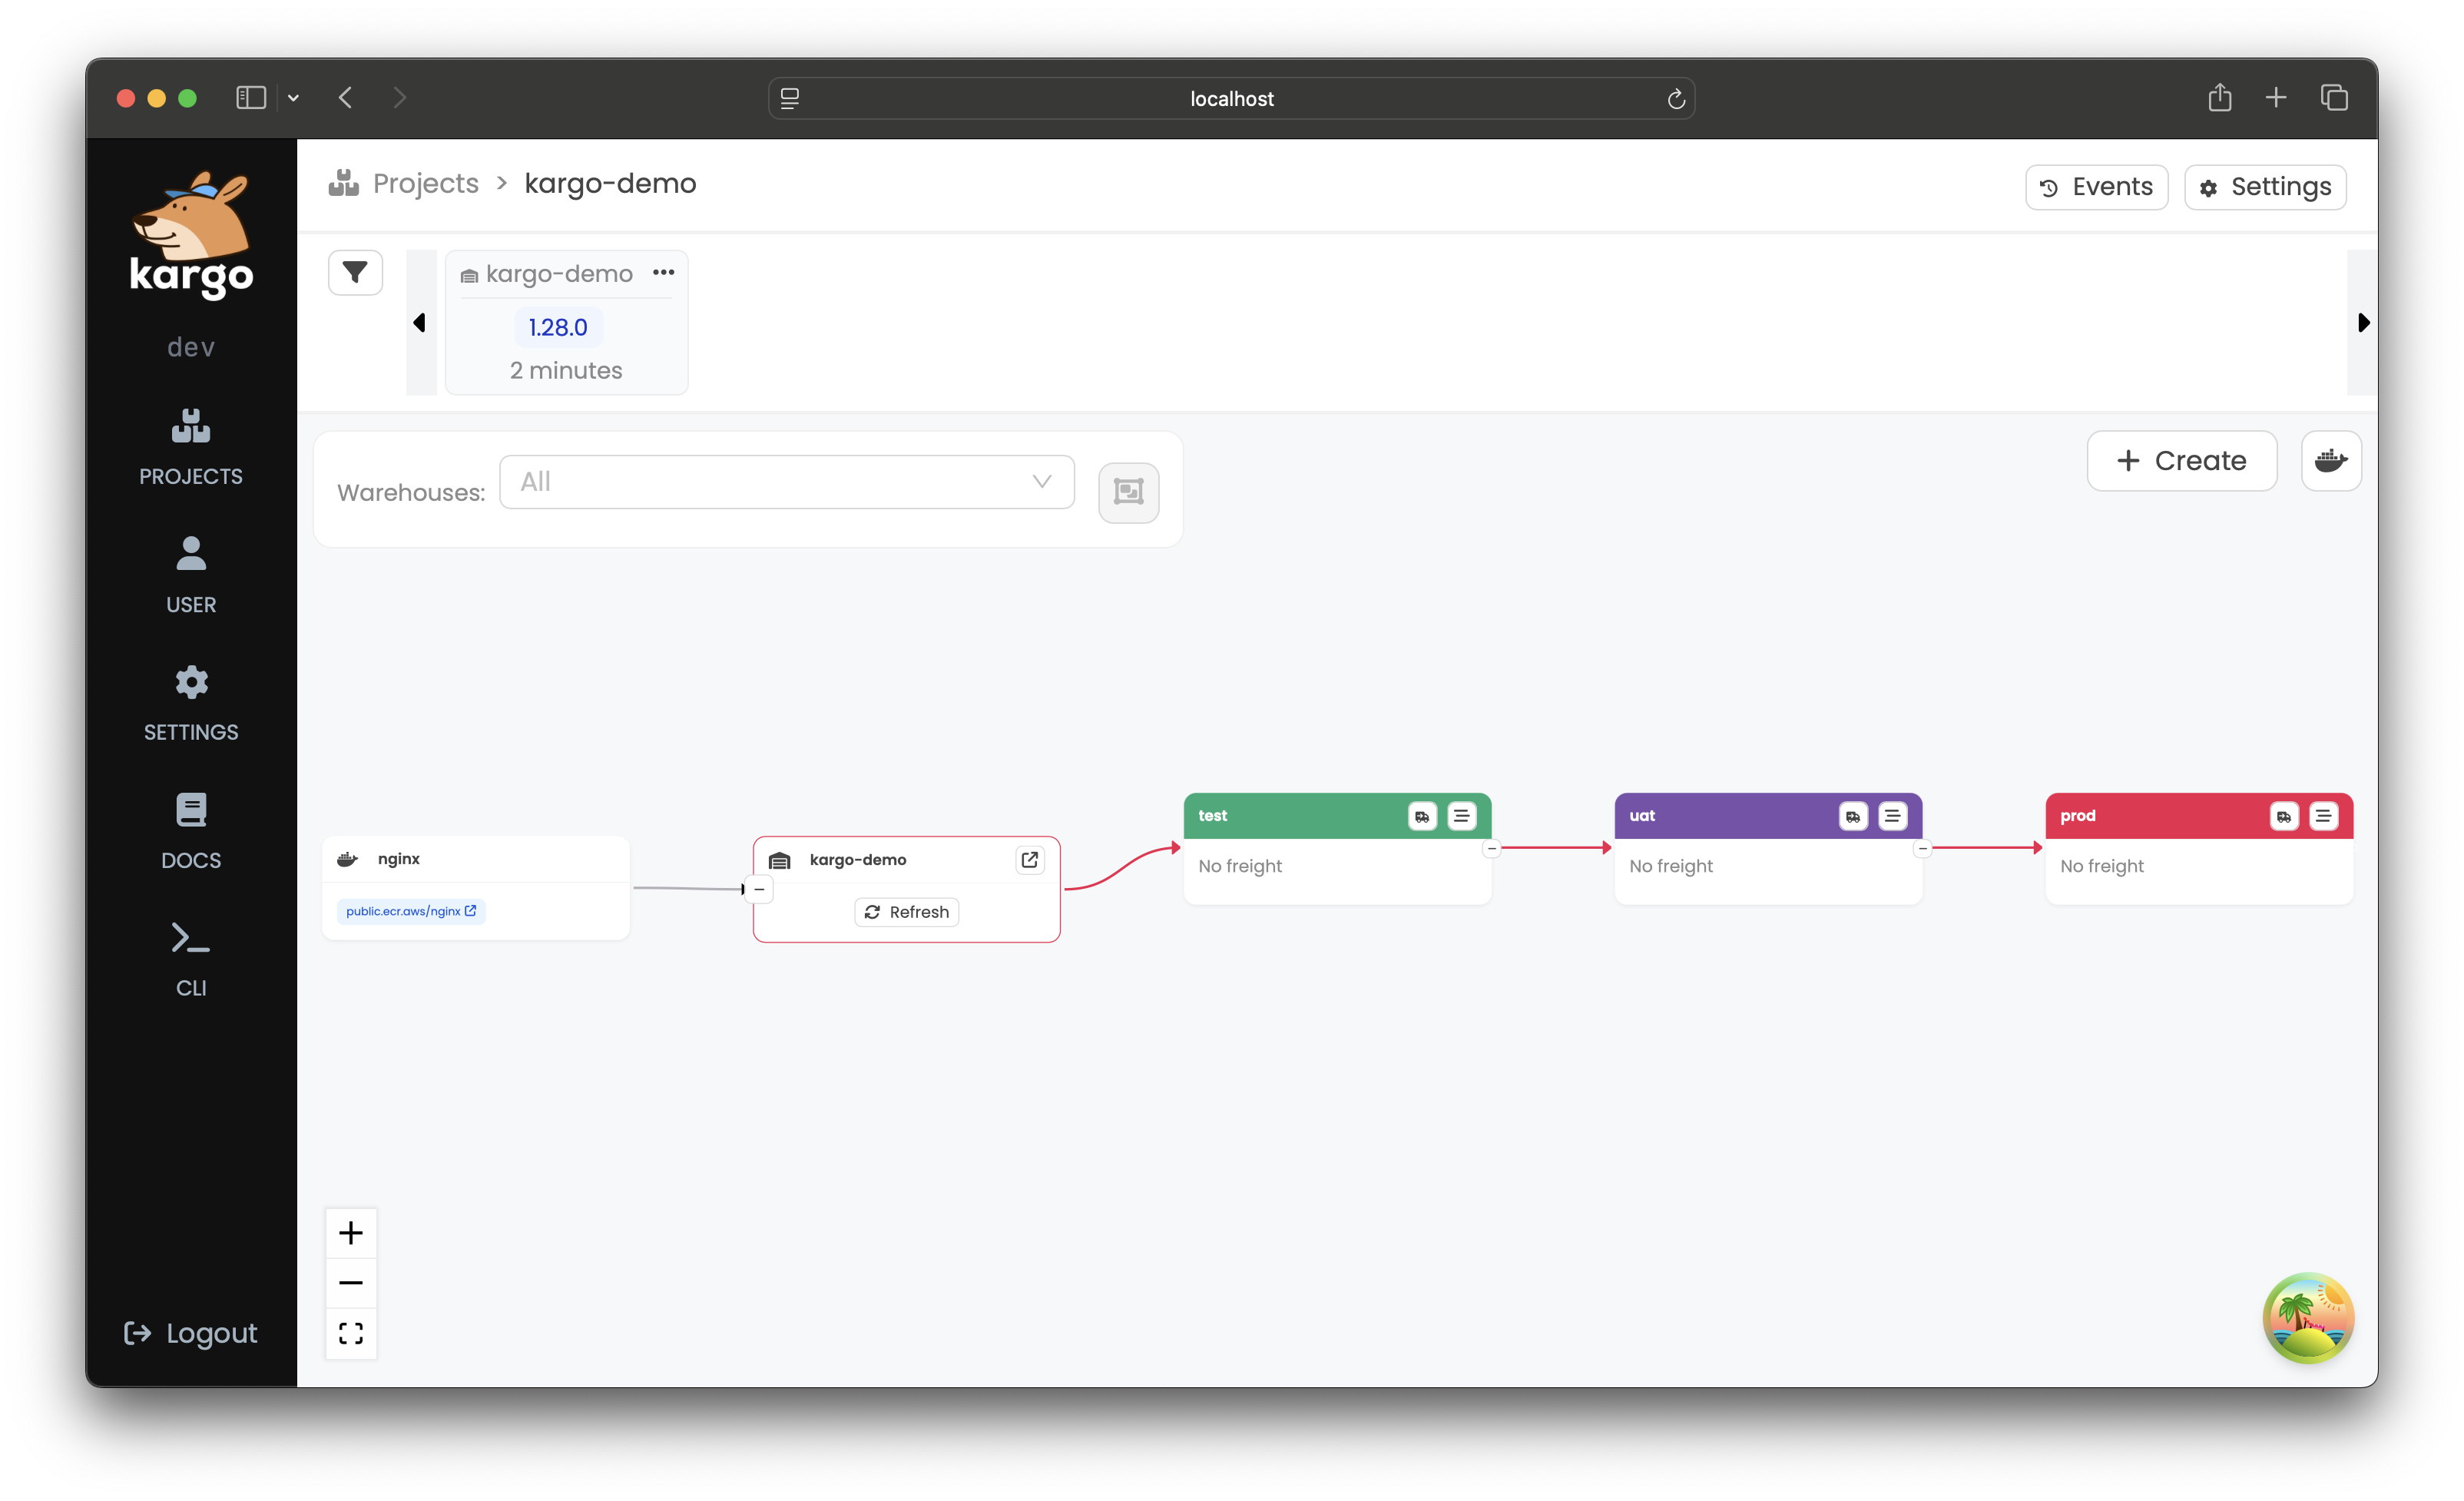 localhost
kargo
dev
PROJECTS
USER
SETTINGS
DOCS
CLI
Logout
Projects > kargo-demo
Events
Settings
kargo-demo
1.28.0
2 minutes
Warehouses:
All
Create
nginx
public.ecr.aws/nginx
kargo-demo
Refresh
test
No freight
uat
No freight
prod
No freight